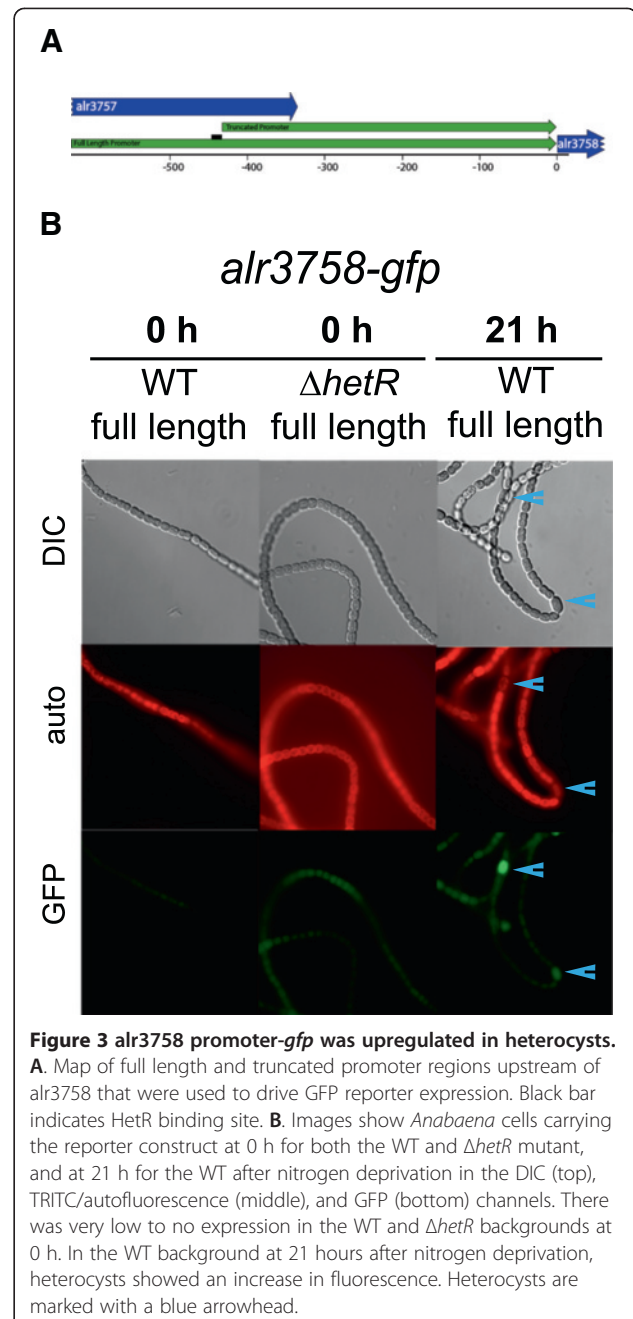 A
alr3757
Truncated Promoter
Full Length Promoter
alr3758
-500 -400 -300 -200 -100 0
B
alr3758-gfp
0 h 0 h 21 h
WT ΔhetR WT
full length full length full length
DIC
auto
GFP
Figure 3 alr3758 promoter-gfp was upregulated in heterocysts.
A. Map of full length and truncated promoter regions upstream of
alr3758 that were used to drive GFP reporter expression. Black bar
indicates HetR binding site. B. Images show Anabaena cells carrying
the reporter construct at 0 h for both the WT and ΔhetR mutant,
and at 21 h for the WT after nitrogen deprivation in the DIC (top),
TRITC/autofluorescence (middle), and GFP (bottom) channels. There
was very low to no expression in the WT and ΔhetR backgrounds at
0 h. In the WT background at 21 hours after nitrogen deprivation,
heterocysts showed an increase in fluorescence. Heterocysts are
marked with a blue arrowhead.